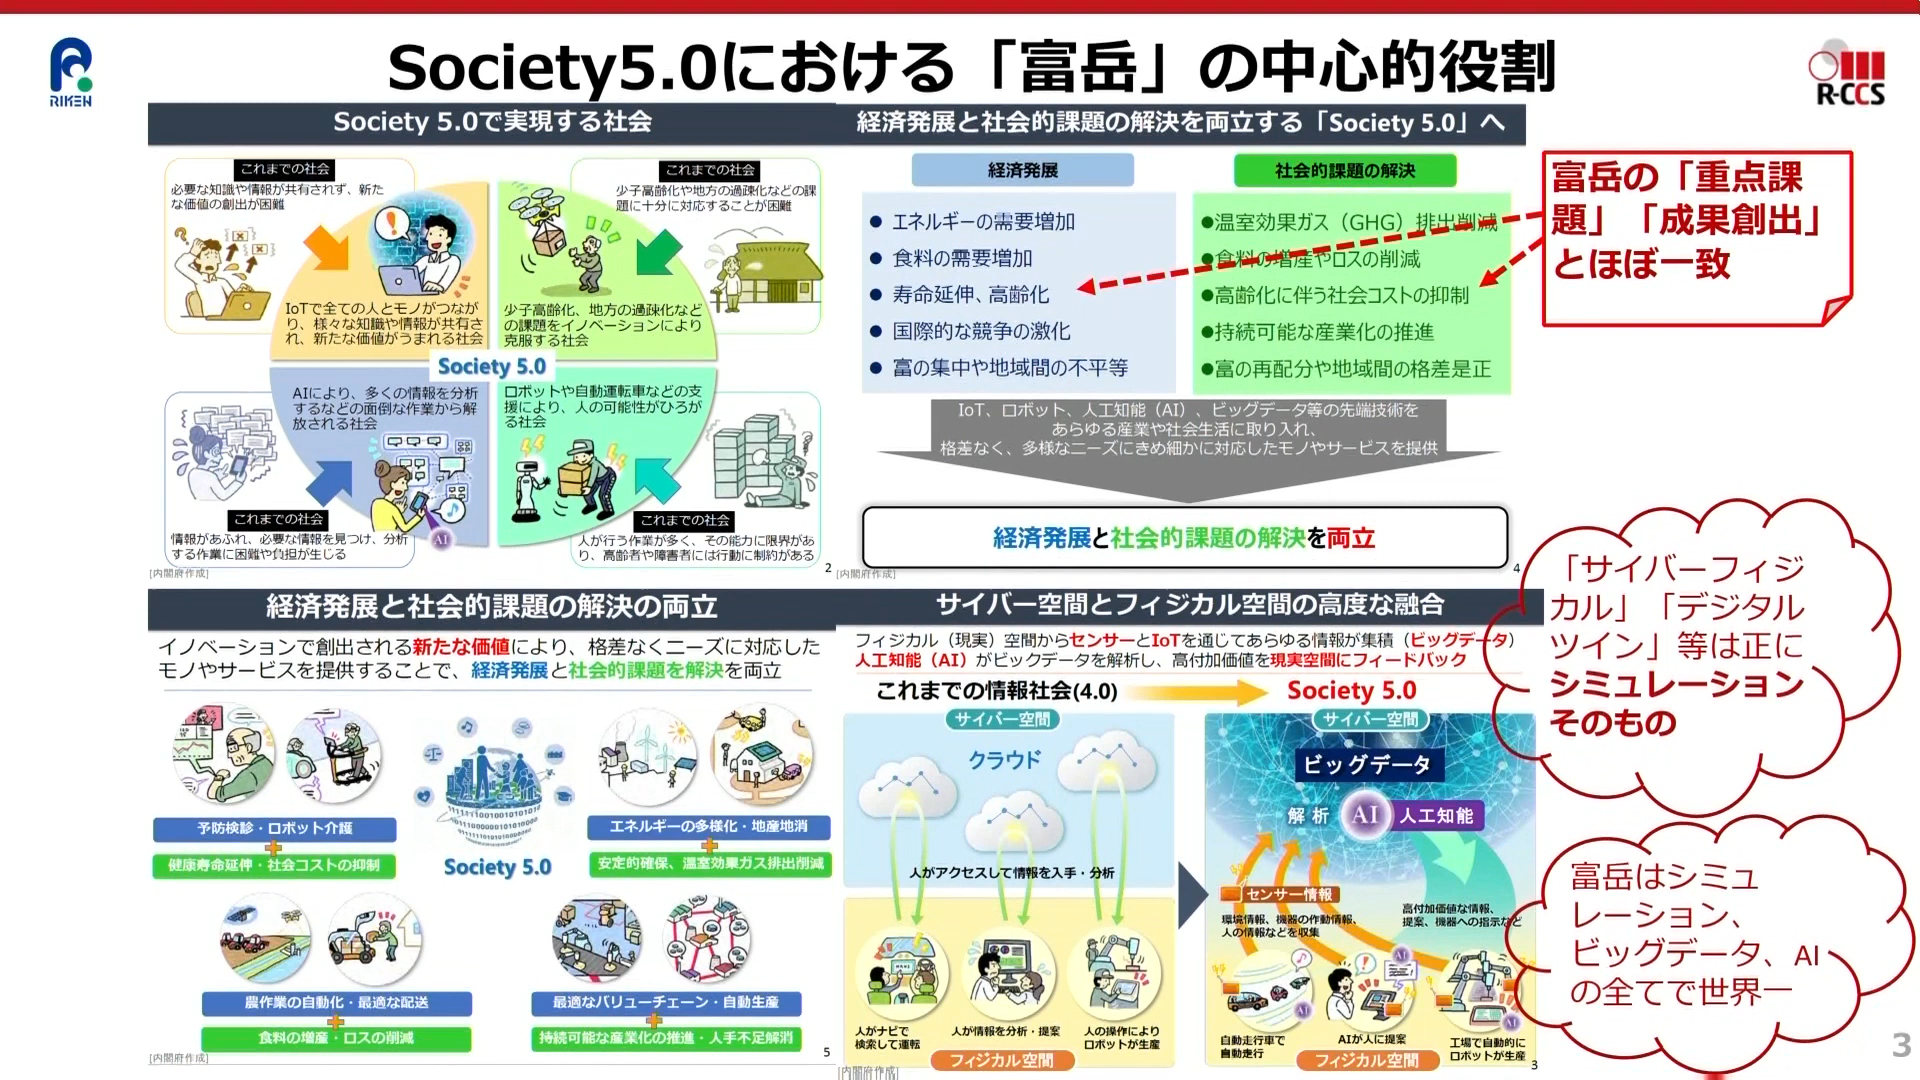 RIKEN
Society5.0における「富岳」の中心的役割
R-CCS
Society 5.0で実現する社会
これまでの社会
必要な知識や情報が共有されず、新た
な価値の創出が困難
これまでの社会
少子高齢化や地方の過疎化などの課
題に十分に対応することが困難
IoTで全ての人とモノがつなが
り、様々な知識や情報が共有さ
れ、新たな価値がうまれる社会
少子高齢化、地方の過疎化など
の課題をイノベーションにより
克服する社会
Society 5.0
AIにより、多くの情報を分析
するなどの面倒な作業から解
放される社会
ロボットや自動運転車などの支
援により、人の可能性がひろが
る社会
AI
これまでの社会
情報があふれ、必要な情報を見つけ、分析
する作業に困難や負担が生じる
これまでの社会
人が行う作業が多く、その能力に限界があ
り、高齢者や障害者には行動に制約がある
[内閣府作成]
2
経済発展と社会的課題の解決を両立する「Society 5.0」へ
経済発展
● エネルギーの需要増加
● 食料の需要増加
● 寿命延伸、高齢化
● 国際的な競争の激化
● 富の集中や地域間の不平等
社会的課題の解決
●温室効果ガス（GHG）排出削減
●食料の増産やロスの削減
●高齢化に伴う社会コストの抑制
●持続可能な産業化の推進
●富の再配分や地域間の格差是正
IoT、ロボット、人工知能（AI）、ビッグデータ等の先端技術を
あらゆる産業や社会生活に取り入れ、
格差なく、多様なニーズにきめ細かに対応したモノやサービスを提供
経済発展と社会的課題の解決を両立
[内閣府作成]
4
富岳の「重点課
題」「成果創出」
とほぼ一致
経済発展と社会的課題の解決の両立
イノベーションで創出される新たな価値により、格差なくニーズに対応した
モノやサービスを提供することで、経済発展と社会的課題を解決を両立
予防検診・ロボット介護
健康寿命延伸・社会コストの抑制
Society 5.0
エネルギーの多様化・地産地消
安定的確保、温室効果ガス排出削減
農作業の自動化・最適な配送
食料の増産・ロスの削減
最適なバリューチェーン・自動生産
持続可能な産業化の推進・人手不足解消
[内閣府作成]
5
サイバー空間とフィジカル空間の高度な融合
フィジカル（現実）空間からセンサーとIoTを通じてあらゆる情報が集積（ビッグデータ）
人工知能（AI）がビックデータを解析し、高付加価値を現実空間にフィードバック
これまでの情報社会(4.0)
Society 5.0
サイバー空間
クラウド
人がアクセスして情報を入手・分析
人がナビで
検索して運転
人が情報を分析・提案
人の操作により
ロボットが生産
フィジカル空間
サイバー空間
ビッグデータ
解析
AI
人工知能
センサー情報
環境情報、機器の作動情報、
人の情報などを収集
高付加価値な情報、
提案、機器への指示など
AI
AI
AI
自動走行車で
自動走行
AIが人に提案
工場で自動的に
ロボットが生産
フィジカル空間
[内閣府作成]
3
「サイバーフィジ
カル」「デジタル
ツイン」等は正に
シミュレーション
そのもの
富岳はシミュ
レーション、
ビッグデータ、AI
の全てで世界一
3